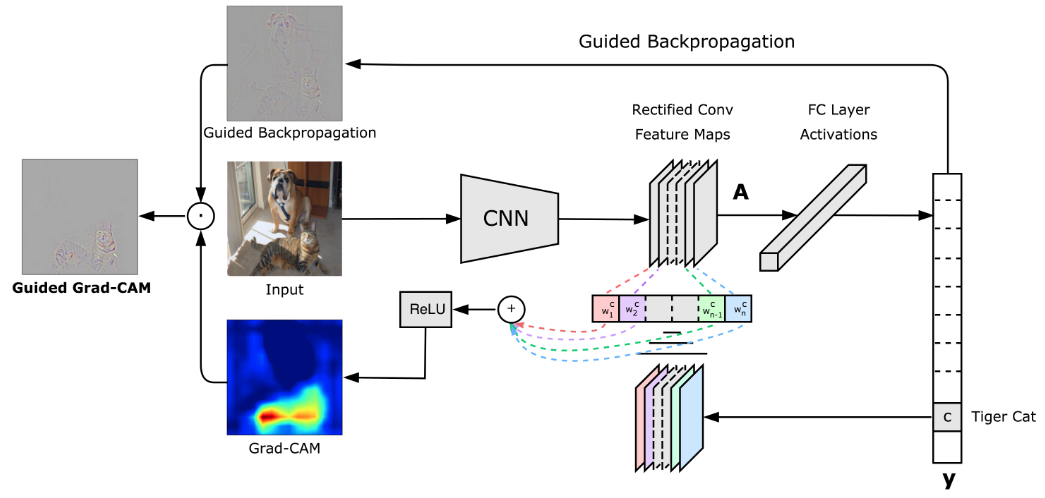 Guided Backpropagation
Rectified Conv
Feature Maps
FC Layer
Activations
Guided Backpropagation
A
CNN
Input
Guided Grad-CAM
ReLU
+
w₁ᶜ
w₂ᶜ
wₙ₋₁ᶜ
wₙᶜ
Grad-CAM
c
Tiger Cat
y